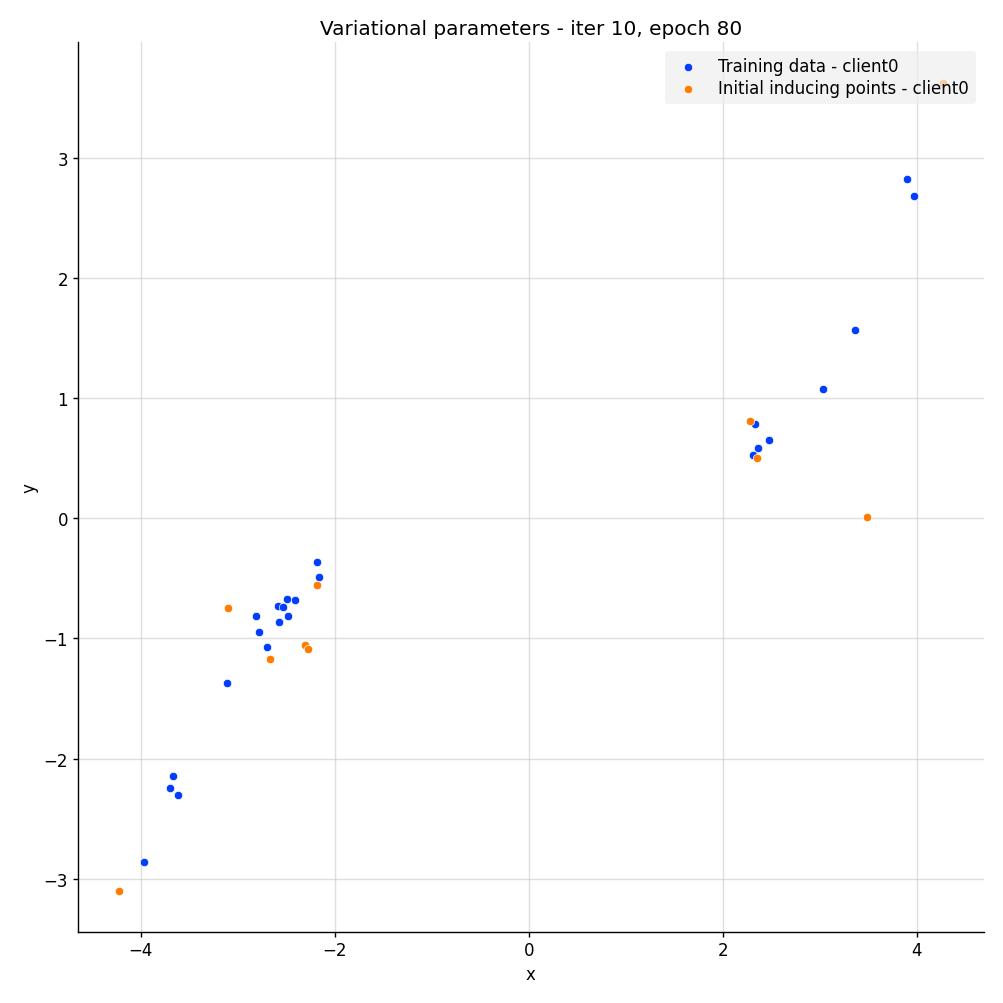 Variational parameters - iter 10, epoch 80
Training data - client0
Initial inducing points - client0
3
2
1
0
−1
−2
−3
y
−4
−2
0
2
4
x